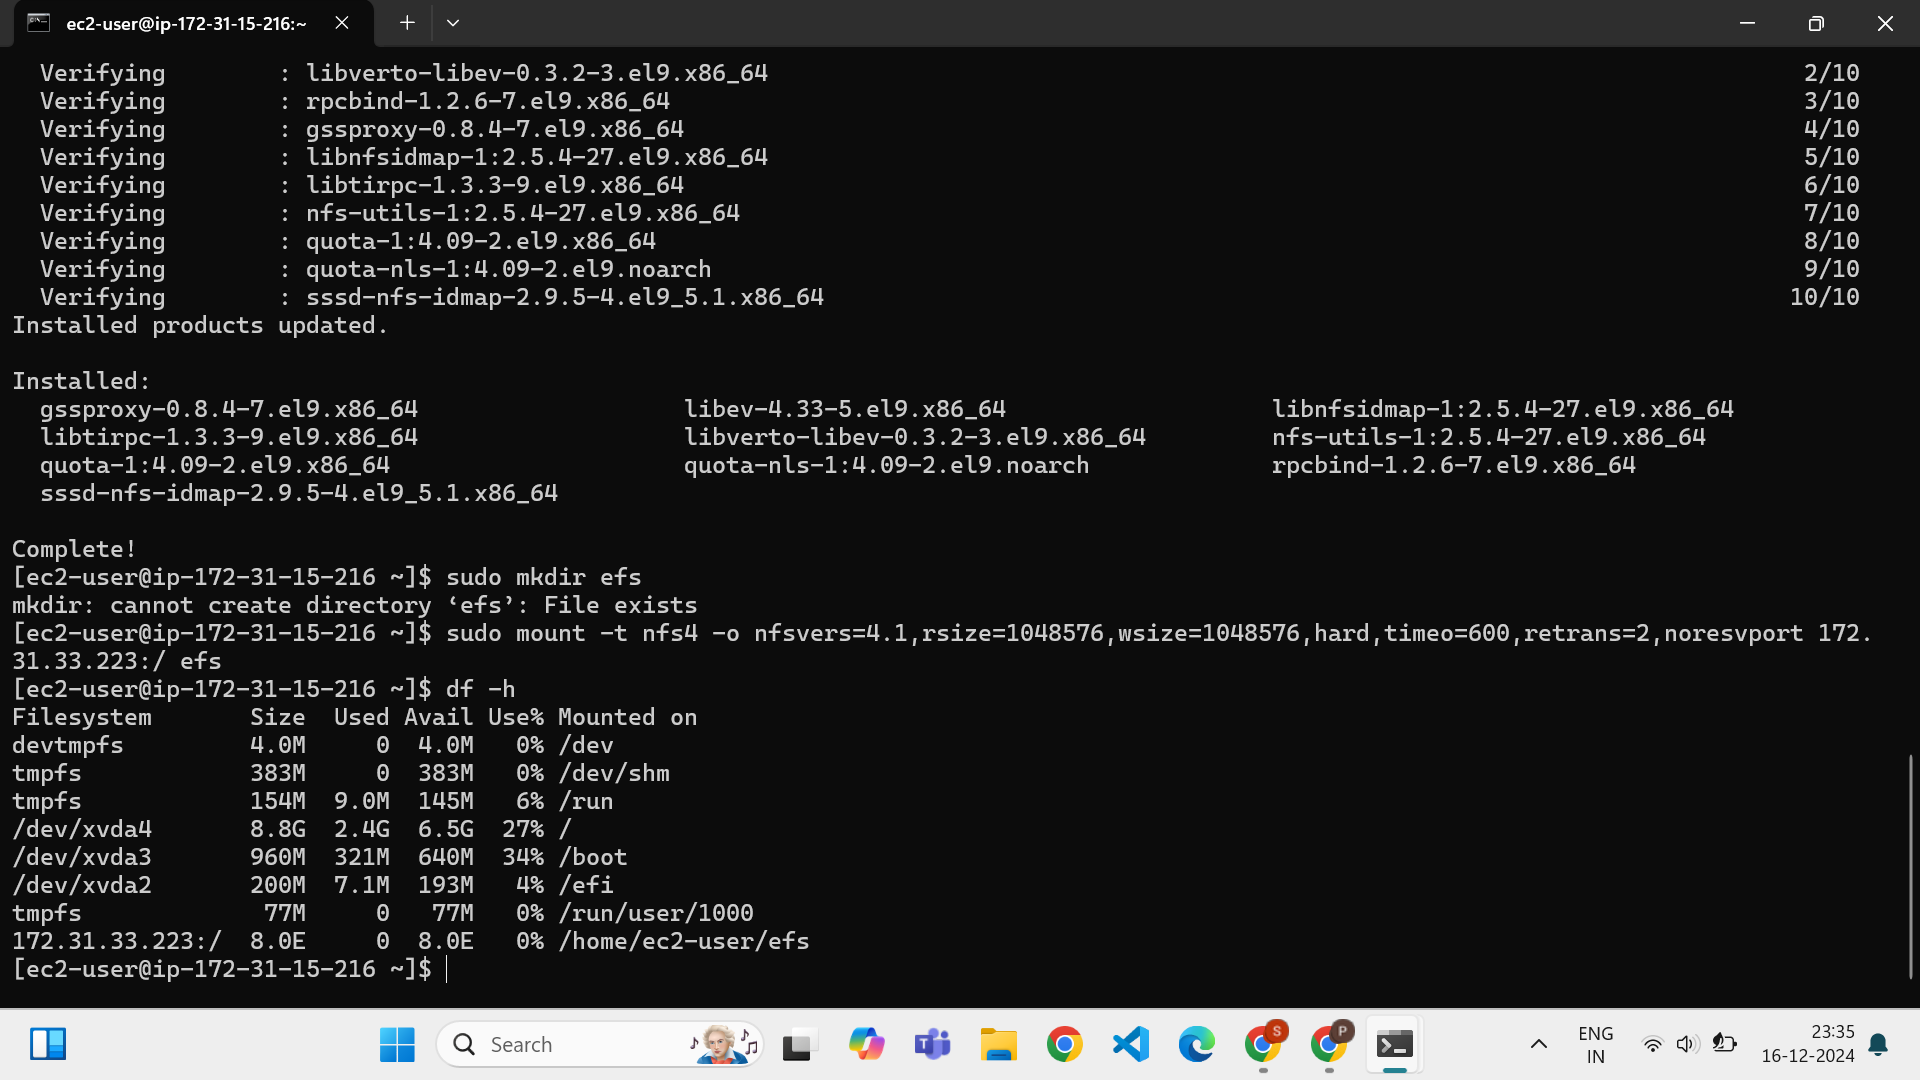 ec2-user@ip-172-31-15-216:~
Verifying : libverto-libev-0.3.2-3.el9.x86_64 2/10
Verifying : rpcbind-1.2.6-7.el9.x86_64 3/10
Verifying : gssproxy-0.8.4-7.el9.x86_64 4/10
Verifying : libnfsidmap-1:2.5.4-27.el9.x86_64 5/10
Verifying : libtirpc-1.3.3-9.el9.x86_64 6/10
Verifying : nfs-utils-1:2.5.4-27.el9.x86_64 7/10
Verifying : quota-1:4.09-2.el9.x86_64 8/10
Verifying : quota-nls-1:4.09-2.el9.noarch 9/10
Verifying : sssd-nfs-idmap-2.9.5-4.el9_5.1.x86_64 10/10
Installed products updated.
Installed:
gssproxy-0.8.4-7.el9.x86_64 libev-4.33-5.el9.x86_64 libnfsidmap-1:2.5.4-27.el9.x86_64
libtirpc-1.3.3-9.el9.x86_64 libverto-libev-0.3.2-3.el9.x86_64 nfs-utils-1:2.5.4-27.el9.x86_64
quota-1:4.09-2.el9.x86_64 quota-nls-1:4.09-2.el9.noarch rpcbind-1.2.6-7.el9.x86_64
sssd-nfs-idmap-2.9.5-4.el9_5.1.x86_64
Complete!
[ec2-user@ip-172-31-15-216 ~]$ sudo mkdir efs
mkdir: cannot create directory ‘efs’: File exists
[ec2-user@ip-172-31-15-216 ~]$ sudo mount -t nfs4 -o nfsvers=4.1,rsize=1048576,wsize=1048576,hard,timeo=600,retrans=2,noresvport 172.
31.33.223:/ efs
[ec2-user@ip-172-31-15-216 ~]$ df -h
Filesystem Size Used Avail Use% Mounted on
devtmpfs 4.0M 0 4.0M 0% /dev
tmpfs 383M 0 383M 0% /dev/shm
tmpfs 154M 9.0M 145M 6% /run
/dev/xvda4 8.8G 2.4G 6.5G 27% /
/dev/xvda3 960M 321M 640M 34% /boot
/dev/xvda2 200M 7.1M 193M 4% /efi
tmpfs 77M 0 77M 0% /run/user/1000
172.31.33.223:/ 8.0E 0 8.0E 0% /home/ec2-user/efs
[ec2-user@ip-172-31-15-216 ~]$
Search
T
S
P
ENG
IN
23:35
16-12-2024